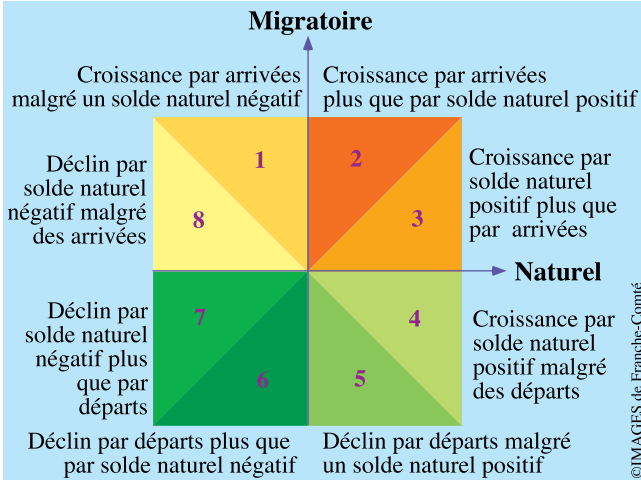 Migratoire
Croissance par arrivées
malgré un solde naturel négatif
Croissance par arrivées
plus que par solde naturel positif
Déclin par
solde naturel
négatif malgré
des arrivées
1
2
8
3
Croissance par
solde naturel
positif plus que
par arrivées
Naturel
Déclin par
solde naturel
négatif plus
que par
départs
7
4
6
5
Croissance par
solde naturel
positif malgré
des départs
Déclin par départs plus que
par solde naturel négatif
Déclin par départs malgré
un solde naturel positif
©IMAGES de Franche-Comté